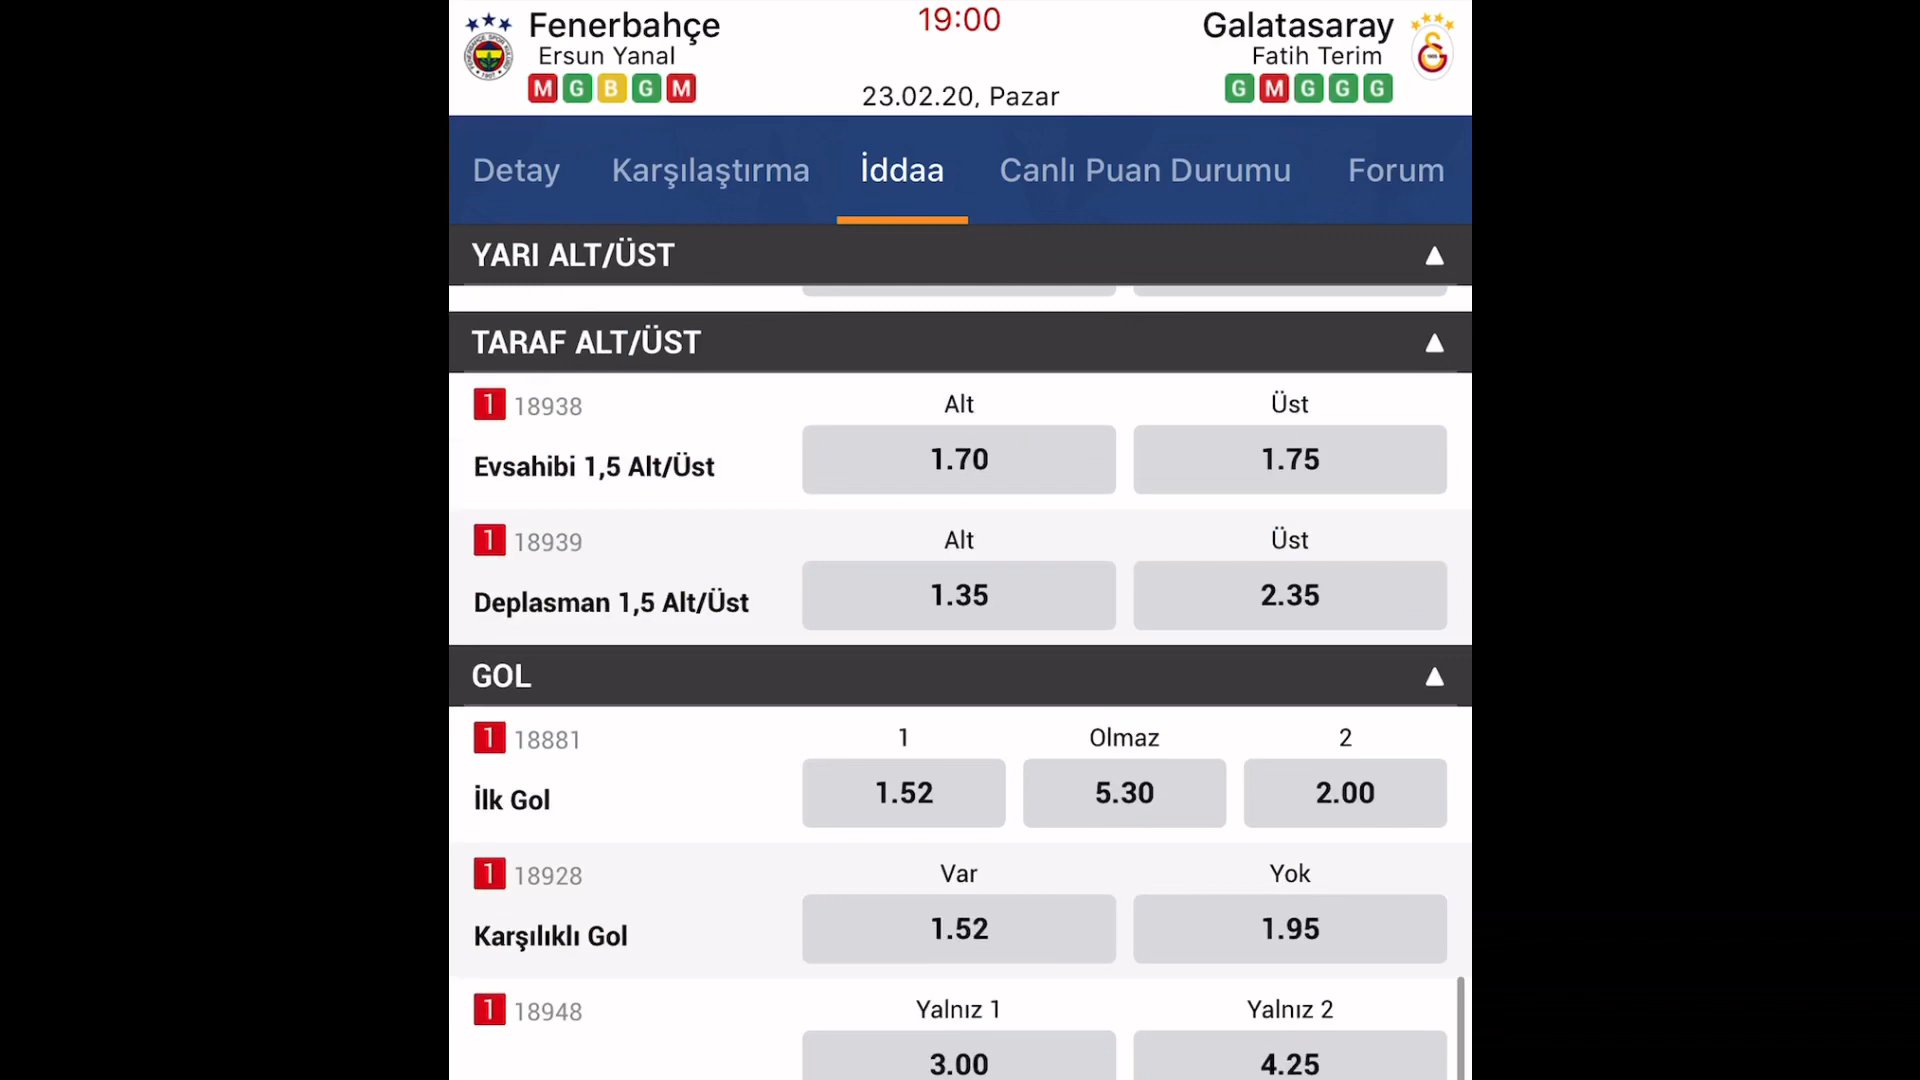 Fenerbahçe
Ersun Yanal
M G B G M
19:00
23.02.20, Pazar
Galatasaray
Fatih Terim
G M G G G
Detay Karşılaştırma İddaa Canlı Puan Durumu Forum
YARI ALT/ÜST
TARAF ALT/ÜST
1 18938 Alt Üst
Evsahibi 1,5 Alt/Üst 1.70 1.75
1 18939 Alt Üst
Deplasman 1,5 Alt/Üst 1.35 2.35
GOL
1 18881 1 Olmaz 2
İlk Gol 1.52 5.30 2.00
1 18928 Var Yok
Karşılıklı Gol 1.52 1.95
1 18948 Yalnız 1 Yalnız 2
3.00 4.25